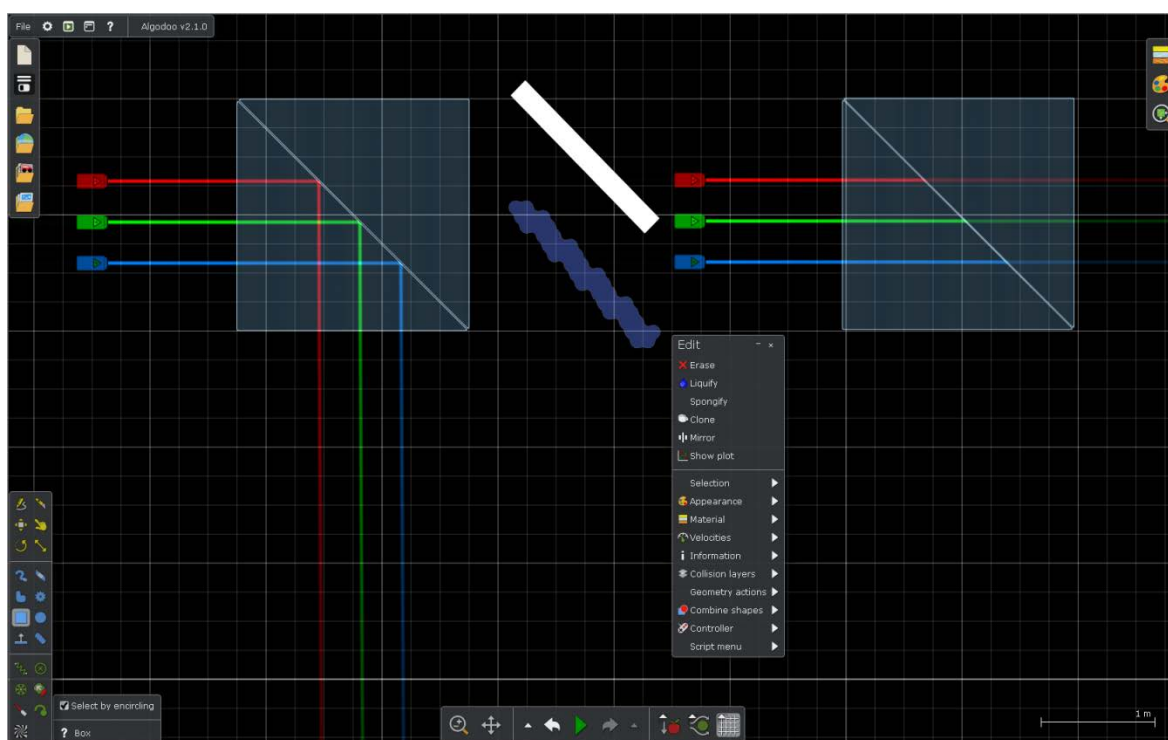 File ? Algodoo v2.1.0
Edit - ×
Erase
Liquify
Spongify
Clone
Mirror
Show plot
Selection
Appearance
Material
Velocities
Information
Collision layers
Geometry actions
Combine shapes
Controller
Script menu
Select by encircling
? Box
1 m